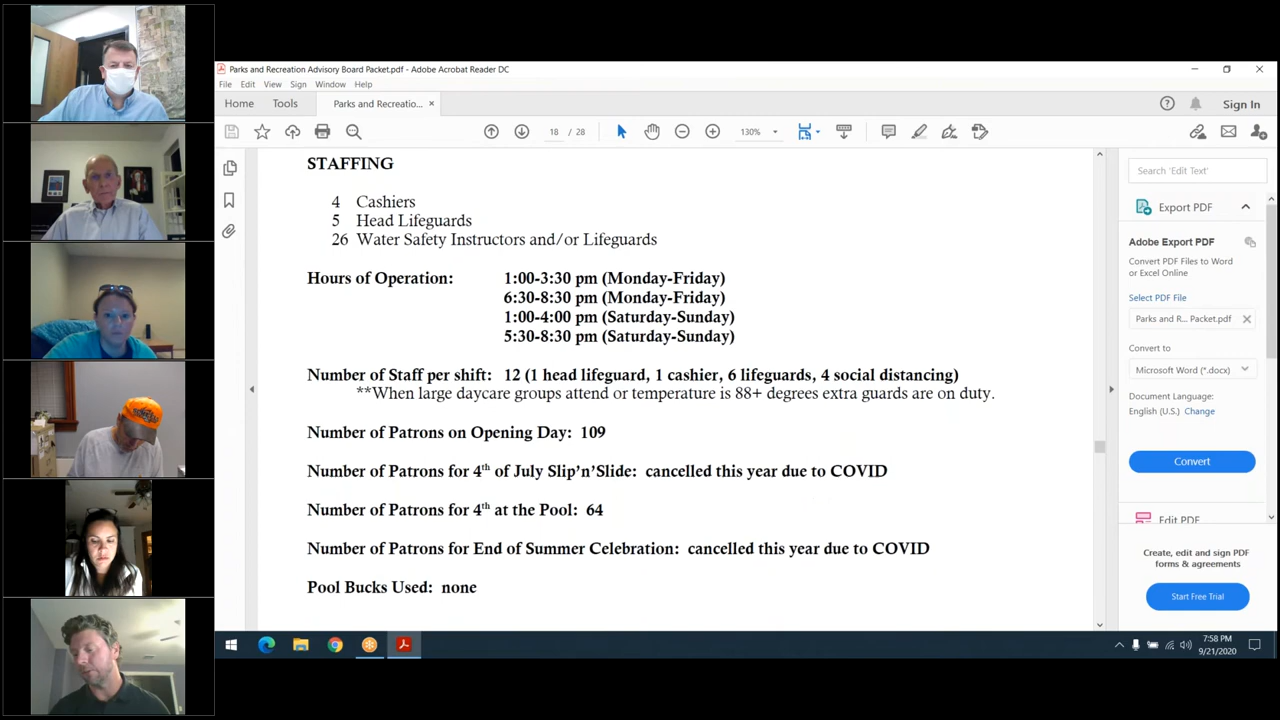 Parks and Recreation Advisory Board Packet.pdf - Adobe Acrobat Reader DC
File Edit View Sign Window Help
Home Tools Parks and Recreatio... × Sign In
18 / 28 130%
STAFFING
4 Cashiers
5 Head Lifeguards
26 Water Safety Instructors and/or Lifeguards
Hours of Operation: 1:00-3:30 pm (Monday-Friday)
6:30-8:30 pm (Monday-Friday)
1:00-4:00 pm (Saturday-Sunday)
5:30-8:30 pm (Saturday-Sunday)
Number of Staff per shift: 12 (1 head lifeguard, 1 cashier, 6 lifeguards, 4 social distancing)
**When large daycare groups attend or temperature is 88+ degrees extra guards are on duty.
Number of Patrons on Opening Day: 109
Number of Patrons for 4th of July Slip'n'Slide: cancelled this year due to COVID
Number of Patrons for 4th at the Pool: 64
Number of Patrons for End of Summer Celebration: cancelled this year due to COVID
Pool Bucks Used: none
Search 'Edit Text'
Export PDF
Adobe Export PDF
Convert PDF Files to Word
or Excel Online
Select PDF File
Parks and R... Packet.pdf
Convert to
Microsoft Word (*.docx)
Document Language:
English (U.S.) Change
Convert
Edit PDF
Create, edit and sign PDF
forms & agreements
Start Free Trial
7:58 PM
9/21/2020